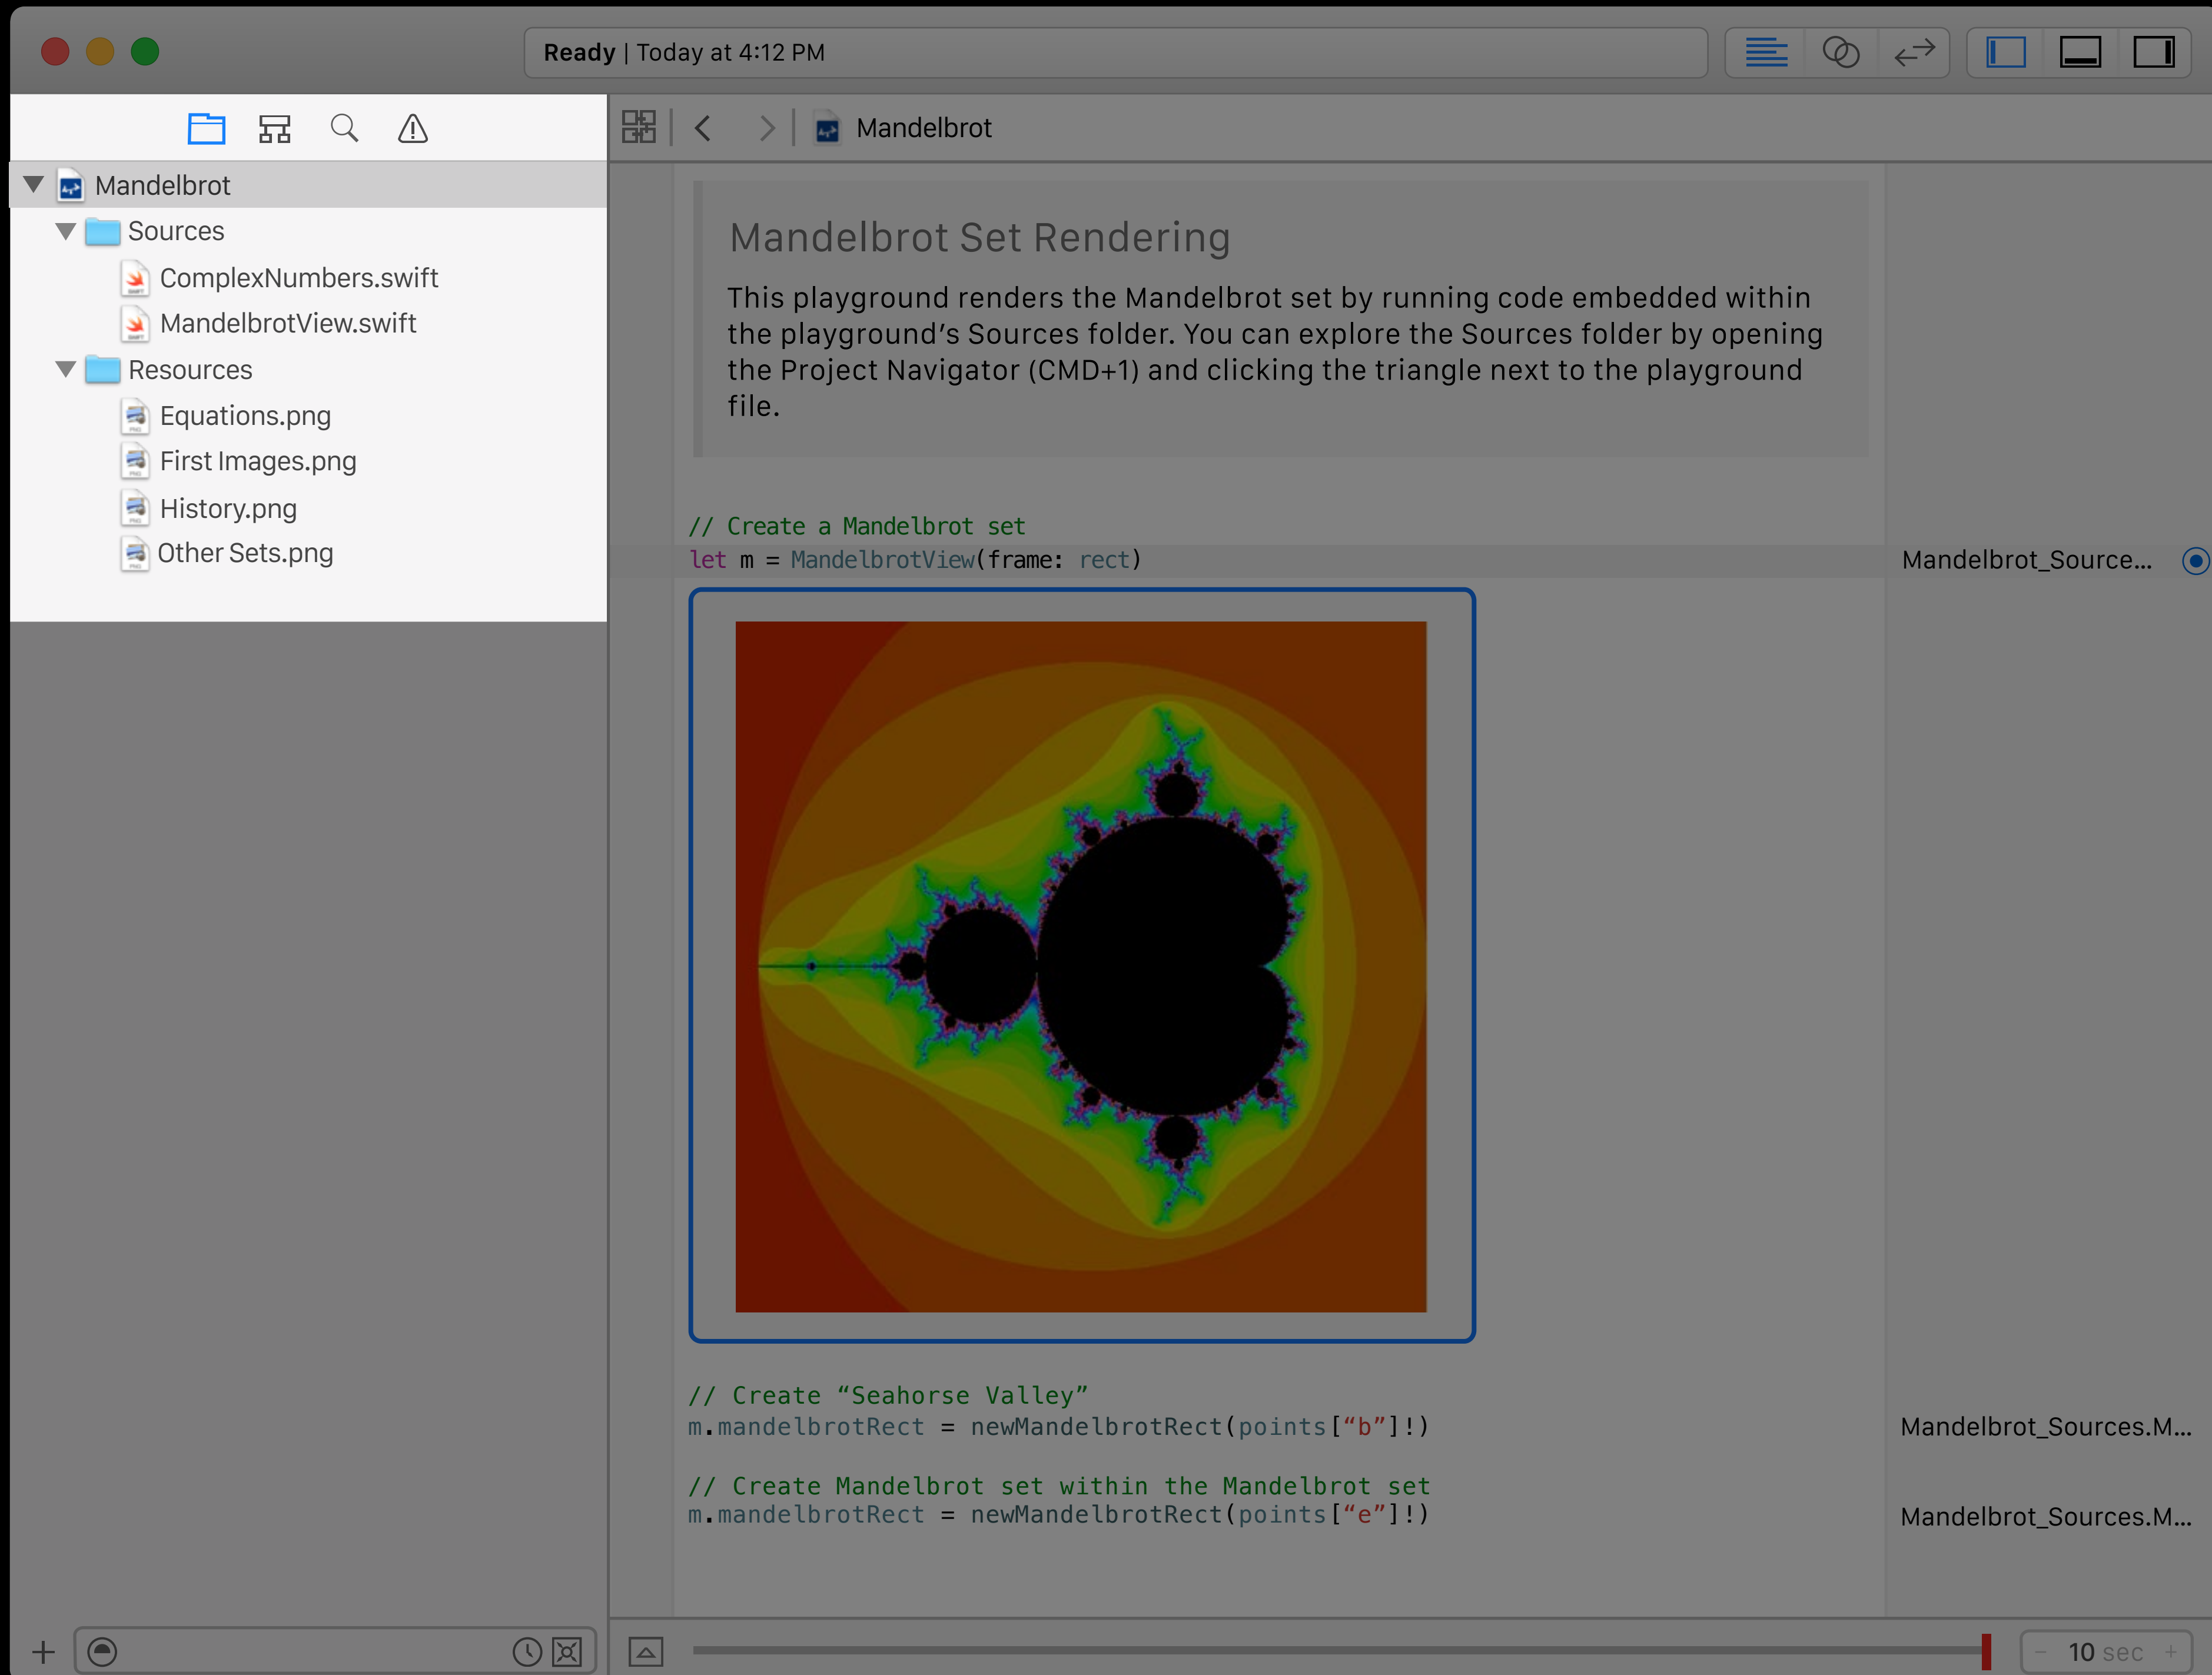 Ready | Today at 4:12 PM
Mandelbrot
Sources
ComplexNumbers.swift
MandelbrotView.swift
Resources
Equations.png
First Images.png
History.png
Other Sets.png
Mandelbrot
Mandelbrot Set Rendering
This playground renders the Mandelbrot set by running code embedded within
the playground’s Sources folder. You can explore the Sources folder by opening
the Project Navigator (CMD+1) and clicking the triangle next to the playground
file.
// Create a Mandelbrot set
let m = MandelbrotView(frame: rect)
Mandelbrot_Source...
// Create “Seahorse Valley”
m.mandelbrotRect = newMandelbrotRect(points[“b”]!)
Mandelbrot_Sources.M...
// Create Mandelbrot set within the Mandelbrot set
m.mandelbrotRect = newMandelbrotRect(points[“e”]!)
Mandelbrot_Sources.M...
− 10 sec +